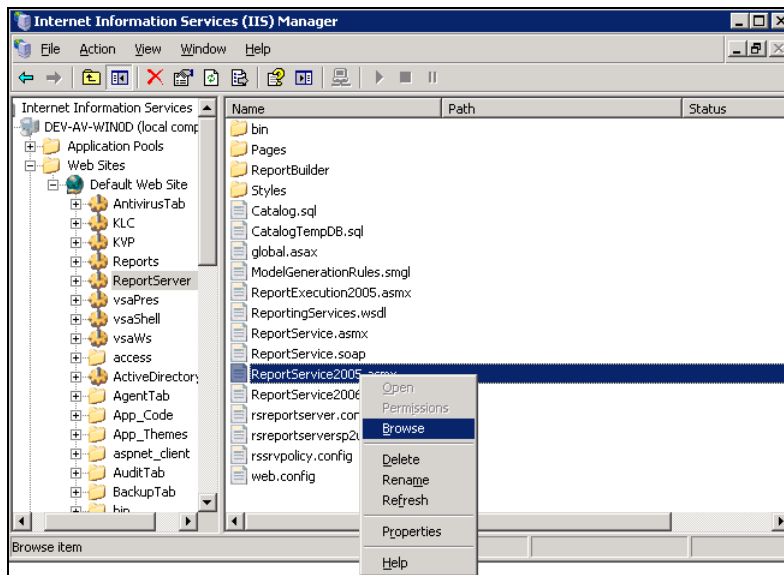 Internet Information Services (IIS) Manager
File Action View Window Help
Internet Information Services
DEV-AV-WIN0D (local comp
Application Pools
Web Sites
Default Web Site
AntivirusTab
KLC
KVP
Reports
ReportServer
vsaPres
vsaShell
vsaWs
access
ActiveDirectory
AgentTab
App_Code
App_Themes
aspnet_client
AuditTab
BackupTab
bin
Name Path Status
bin
Pages
ReportBuilder
Styles
Catalog.sql
CatalogTempDB.sql
global.asax
ModelGenerationRules.smgl
ReportExecution2005.asmx
ReportingServices.wsdl
ReportService.asmx
ReportService.soap
ReportService2005.asmx
ReportService2006
rsreportserver.con
rsreportserversp2u
rssrvpolicy.config
web.config
Open
Permissions
Browse
Delete
Rename
Refresh
Properties
Help
Browse item